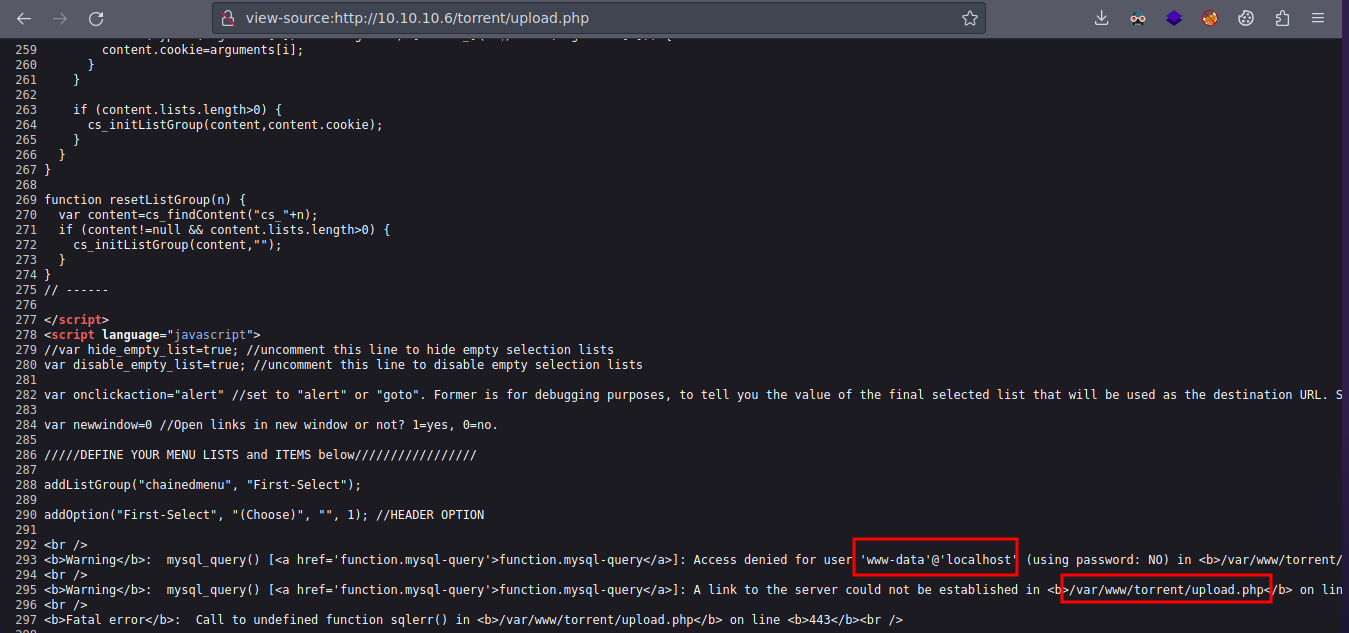 view-source:http://10.10.10.6/torrent/upload.php
259 content.cookie=arguments[i];
260 }
261 }
262
263 if (content.lists.length>0) {
264 cs_initListGroup(content,content.cookie);
265 }
266 }
267 }
268
269 function resetListGroup(n) {
270 var content=cs_findContent("cs_"+n);
271 if (content!=null && content.lists.length>0) {
272 cs_initListGroup(content,"");
273 }
274 }
275 // ------
276
277 </script>
278 <script language="javascript">
279 //var hide_empty_list=true; //uncomment this line to hide empty selection lists
280 var disable_empty_list=true; //uncomment this line to disable empty selection lists
281
282 var onclickaction="alert" //set to "alert" or "goto". Former is for debugging purposes, to tell you the value of the final selected list that will be used as the destination URL. S
283
284 var newwindow=0 //Open links in new window or not? 1=yes, 0=no.
285
286 /////DEFINE YOUR MENU LISTS and ITEMS below/////////////////
287
288 addListGroup("chainedmenu", "First-Select");
289
290 addOption("First-Select", "(Choose)", "", 1); //HEADER OPTION
291
292 <br />
293 <b>Warning</b>:  mysql_query() [<a href='function.mysql-query'>function.mysql-query</a>]: Access denied for user 'www-data'@'localhost' (using password: NO) in <b>/var/www/torrent/
294 <br />
295 <b>Warning</b>:  mysql_query() [<a href='function.mysql-query'>function.mysql-query</a>]: A link to the server could not be established in <b>/var/www/torrent/upload.php</b> on lin
296 <br />
297 <b>Fatal error</b>:  Call to undefined function sqlerr() in <b>/var/www/torrent/upload.php</b> on line <b>443</b><br />